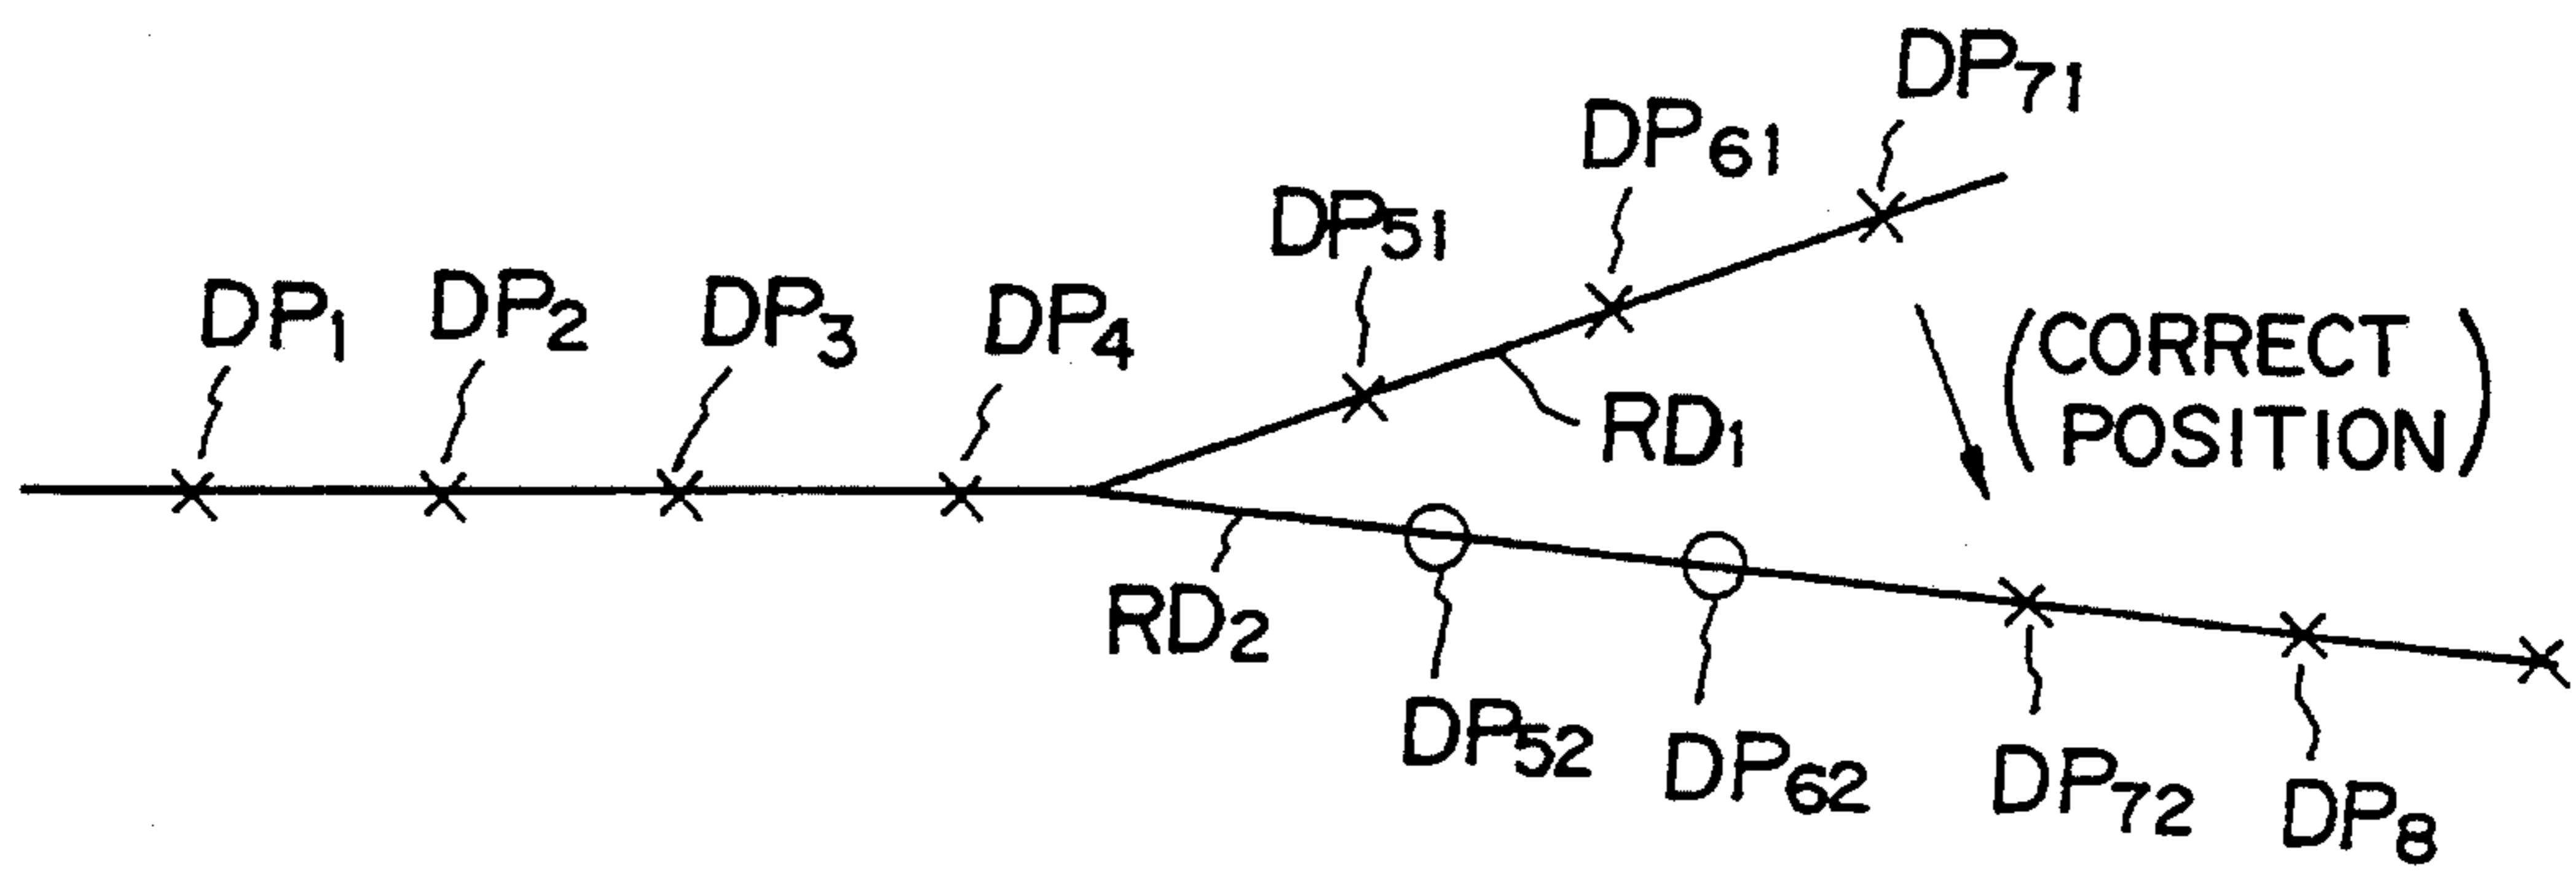 DP71
DP61
DP51
DP1 DP2 DP3 DP4
(CORRECT
POSITION)
RD1
RD2
DP52 DP62 DP72 DP8